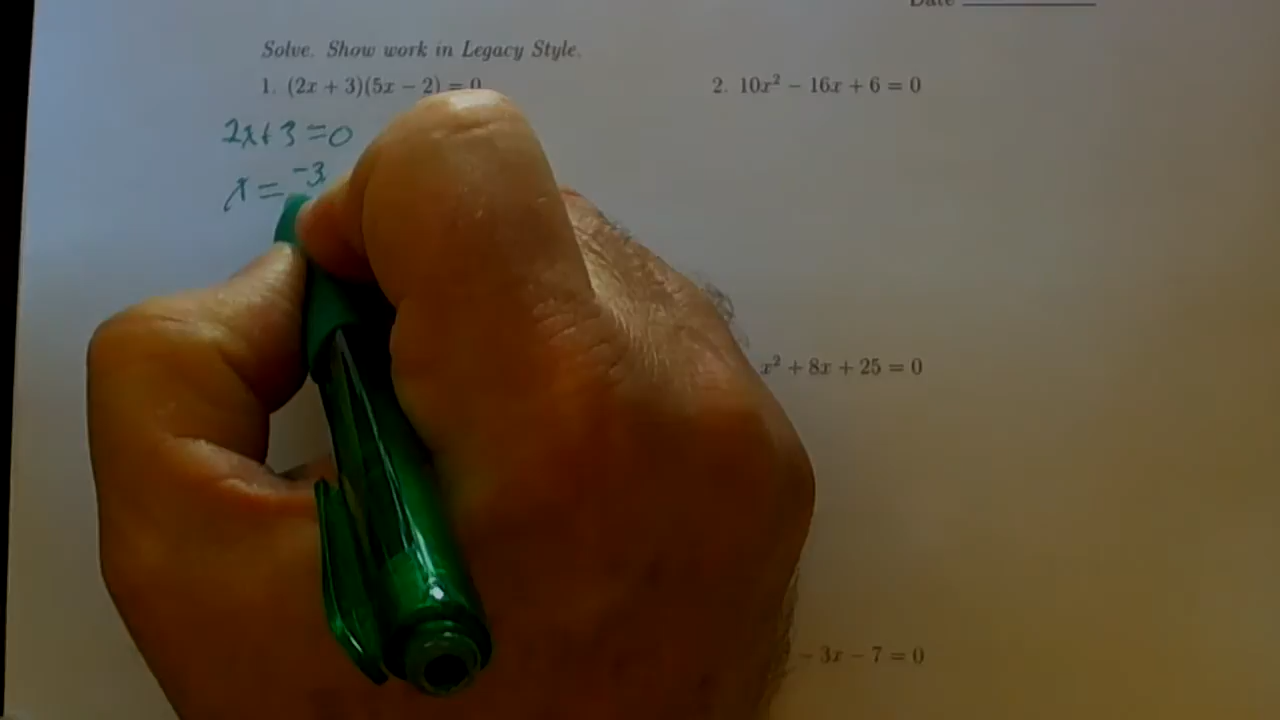 Date
Solve. Show work in Legacy Style.
1. (2x + 3)(5x − 2) = 0
2. 10x² − 16x + 6 = 0
2x+3=0
x = -3
x² + 8x + 25 = 0
− 3x − 7 = 0